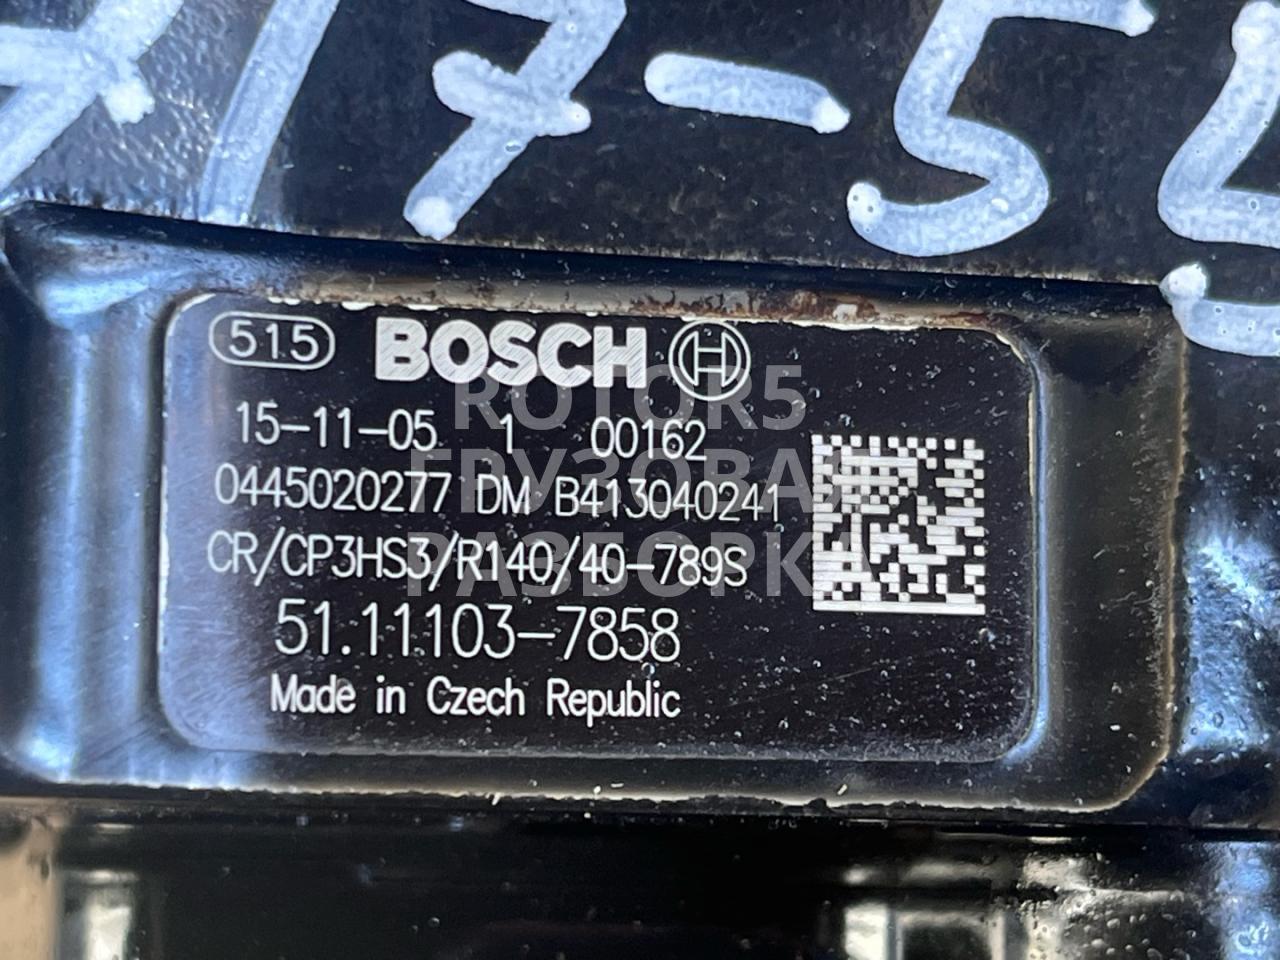 17-5
515 BOSCH
15-11-05 1 00162
0445020277 DM B413040241
CR/CP3HS3/R140/40-789S
51.11103-7858
Made in Czech Republic
ROTOR5
ГРУЗОВАЯ
РАЗБОРКА